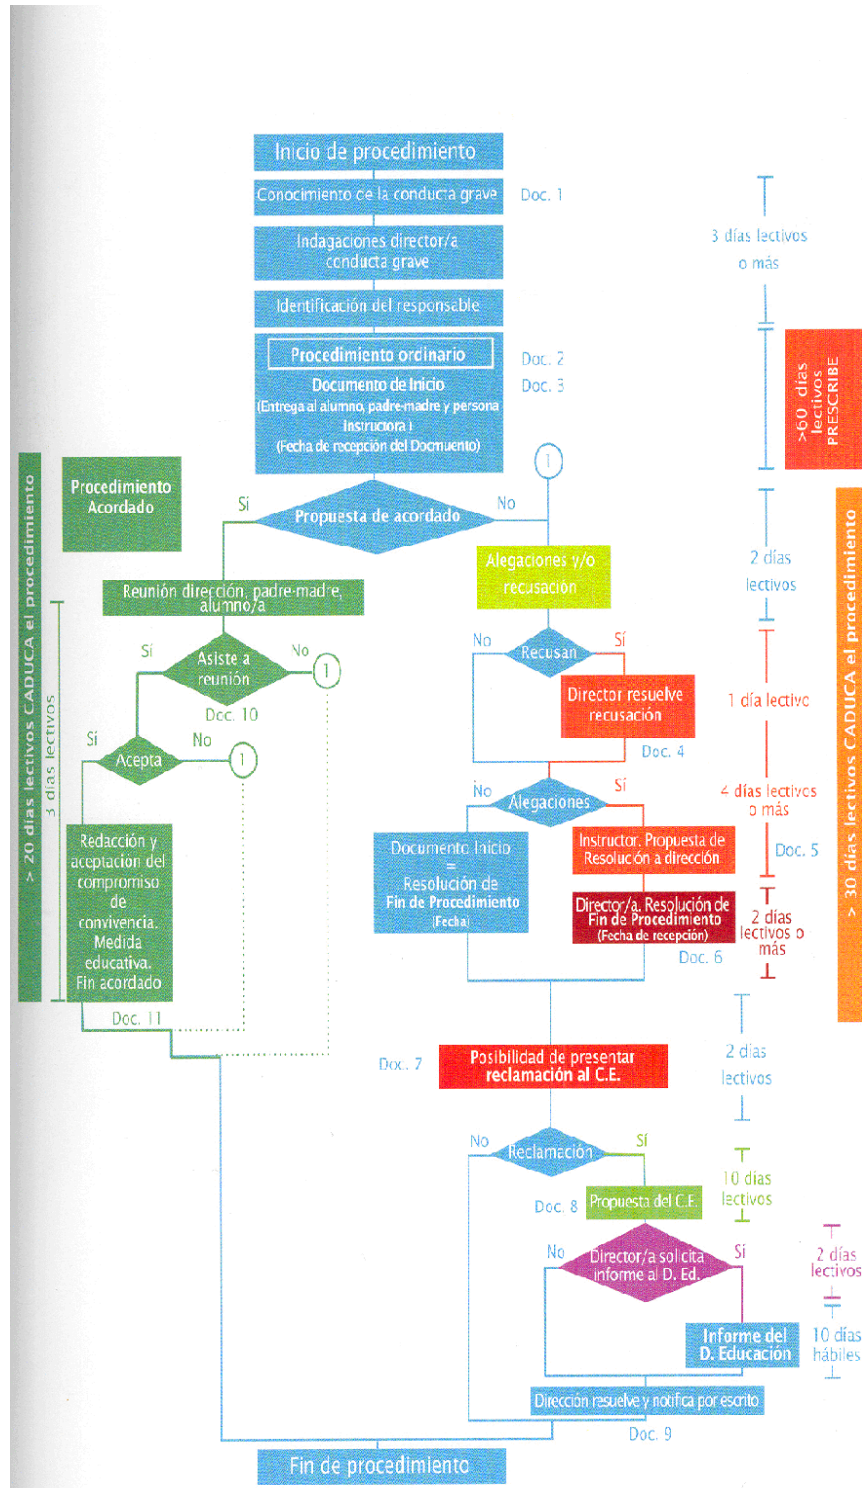 Inicio de procedimiento
Conocimiento de la conducta grave
Doc. 1
Indagaciones director/a
conducta grave
Identificación del responsable
3 días lectivos
o más
Procedimiento ordinario
Doc. 2
Documento de Inicio
Doc. 3
(Entrega al alumno, padre-madre y persona
Instructora )
(Fecha de recepción del Docmuento)
>60 días
lectivos
PRESCRIBE
1
Procedimiento
Acordado
Sí
Propuesta de acordado
No
Alegaciones y/o
recusación
2 días
lectivos
> 20 días lectivos CADUCA el procedimiento
3 días lectivos
> 30 días lectivos CADUCA el procedimiento
Reunión dirección, padre-madre,
alumno/a
Sí
Asiste a
reunión
No
1
Doc. 10
Sí
Acepta
No
1
Redacción y
aceptación del
compromiso
de
convivencia.
Medida
educativa.
Fin acordado
Doc. 11
No
Recusan
Sí
Director resuelve
recusación
1 día lectivo
Doc. 4
No
Alegaciones
Sí
4 días lectivos
o más
Documento Inicio
=
Resolución de
Fin de Procedimiento
(Fecha)
Instructor. Propuesta de
Resolución a dirección
Doc. 5
Director/a. Resolución de
Fin de Procedimiento
(Fecha de recepción)
2 días
lectivos o
más
Doc. 6
Doc. 7
Posibilidad de presentar
reclamación al C.E.
2 días
lectivos
No
Reclamación
Sí
10 días
lectivos
Doc. 8
Propuesta del C.E.
No
Director/a solicita
informe al D. Ed.
Sí
2 días
lectivos
Informe del
D. Educación
10 días
hábiles
Dirección resuelve y notifica por escrito
Doc. 9
Fin de procedimiento